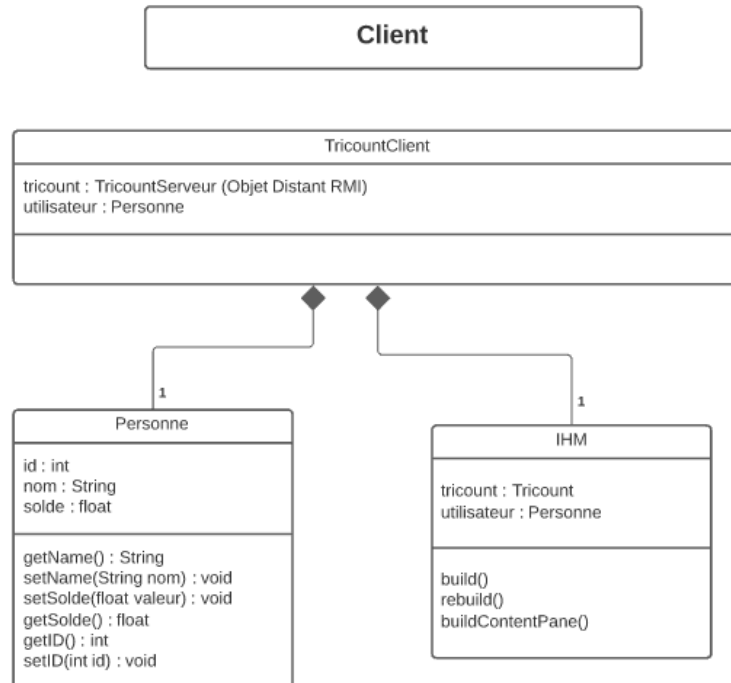 Client
TricountClient
tricount : TricountServeur (Objet Distant RMI)
utilisateur : Personne
1
Personne
id : int
nom : String
solde : float
getName() : String
setName(String nom) : void
setSolde(float valeur) : void
getSolde() : float
getID() : int
setID(int id) : void
1
IHM
tricount : Tricount
utilisateur : Personne
build()
rebuild()
buildContentPane()